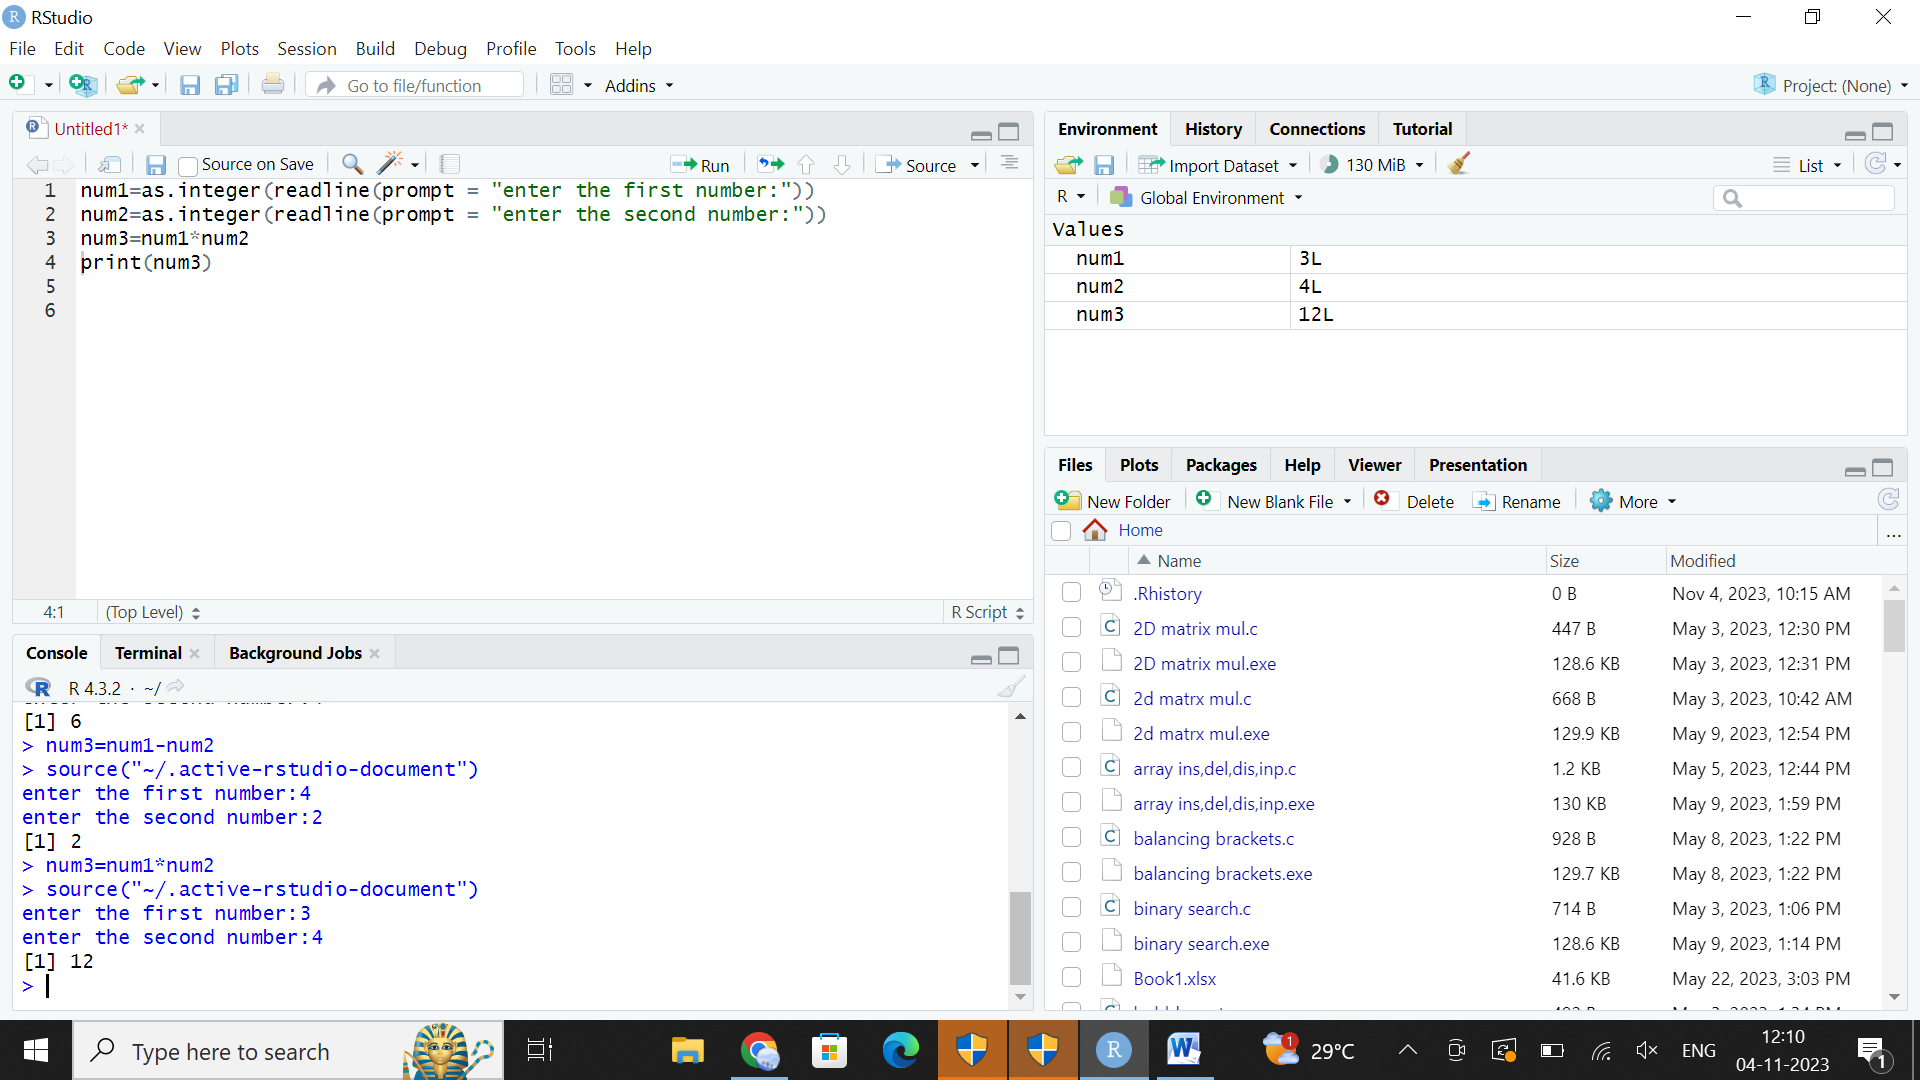 RStudio
File Edit Code View Plots Session Build Debug Profile Tools Help
Go to file/function Addins Project: (None)
Untitled1*
Source on Save Run Source
1 num1=as.integer(readline(prompt = "enter the first number:"))
2 num2=as.integer(readline(prompt = "enter the second number:"))
3 num3=num1*num2
4 print(num3)
5
6
4:1 (Top Level) R Script
Console Terminal Background Jobs
R 4.3.2 · ~/
[1] 6
> num3=num1-num2
> source("~/.active-rstudio-document")
enter the first number:4
enter the second number:2
[1] 2
> num3=num1*num2
> source("~/.active-rstudio-document")
enter the first number:3
enter the second number:4
[1] 12
>
Environment History Connections Tutorial
Import Dataset 130 MiB List
R Global Environment
Values
num1 3L
num2 4L
num3 12L
Files Plots Packages Help Viewer Presentation
New Folder New Blank File Delete Rename More
Home ...
Name Size Modified
.Rhistory 0 B Nov 4, 2023, 10:15 AM
2D matrix mul.c 447 B May 3, 2023, 12:30 PM
2D matrix mul.exe 128.6 KB May 3, 2023, 12:31 PM
2d matrx mul.c 668 B May 3, 2023, 10:42 AM
2d matrx mul.exe 129.9 KB May 9, 2023, 12:54 PM
array ins,del,dis,inp.c 1.2 KB May 5, 2023, 12:44 PM
array ins,del,dis,inp.exe 130 KB May 9, 2023, 1:59 PM
balancing brackets.c 928 B May 8, 2023, 1:22 PM
balancing brackets.exe 129.7 KB May 8, 2023, 1:22 PM
binary search.c 714 B May 3, 2023, 1:06 PM
binary search.exe 128.6 KB May 9, 2023, 1:14 PM
Book1.xlsx 41.6 KB May 22, 2023, 3:03 PM
Type here to search 1 29°C ENG 12:10
04-11-2023 1